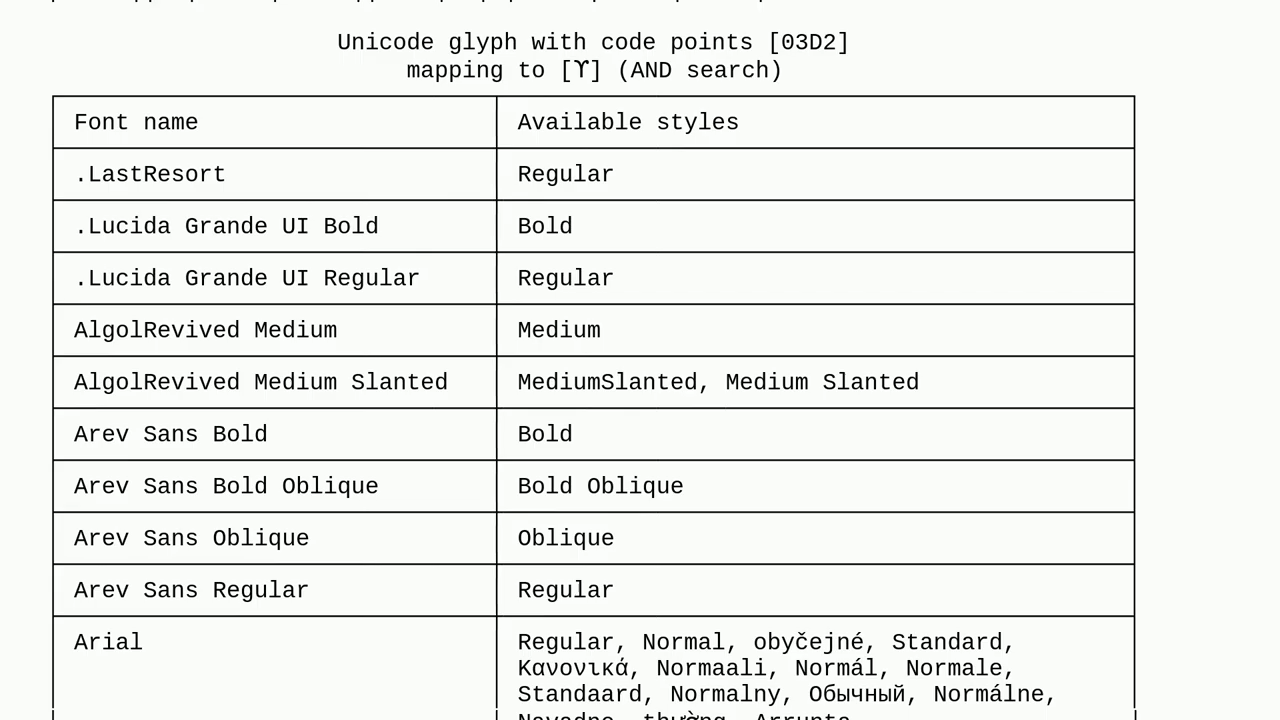 Unicode glyph with code points [03D2]
mapping to [ϒ] (AND search)
Font name Available styles
.LastResort Regular
.Lucida Grande UI Bold Bold
.Lucida Grande UI Regular Regular
AlgolRevived Medium Medium
AlgolRevived Medium Slanted MediumSlanted, Medium Slanted
Arev Sans Bold Bold
Arev Sans Bold Oblique Bold Oblique
Arev Sans Oblique Oblique
Arev Sans Regular Regular
Arial Regular, Normal, obyčejné, Standard,
Κανονικά, Normaali, Normál, Normale,
Standaard, Normalny, Обычный, Normálne,
Navadno, thường, Arrunta